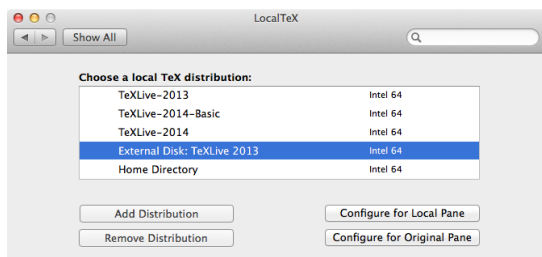 LocalTeX
Show All
Choose a local TeX distribution:
TeXLive-2013 Intel 64
TeXLive-2014-Basic Intel 64
TeXLive-2014 Intel 64
External Disk: TeXLive 2013 Intel 64
Home Directory Intel 64
Add Distribution Configure for Local Pane
Remove Distribution Configure for Original Pane